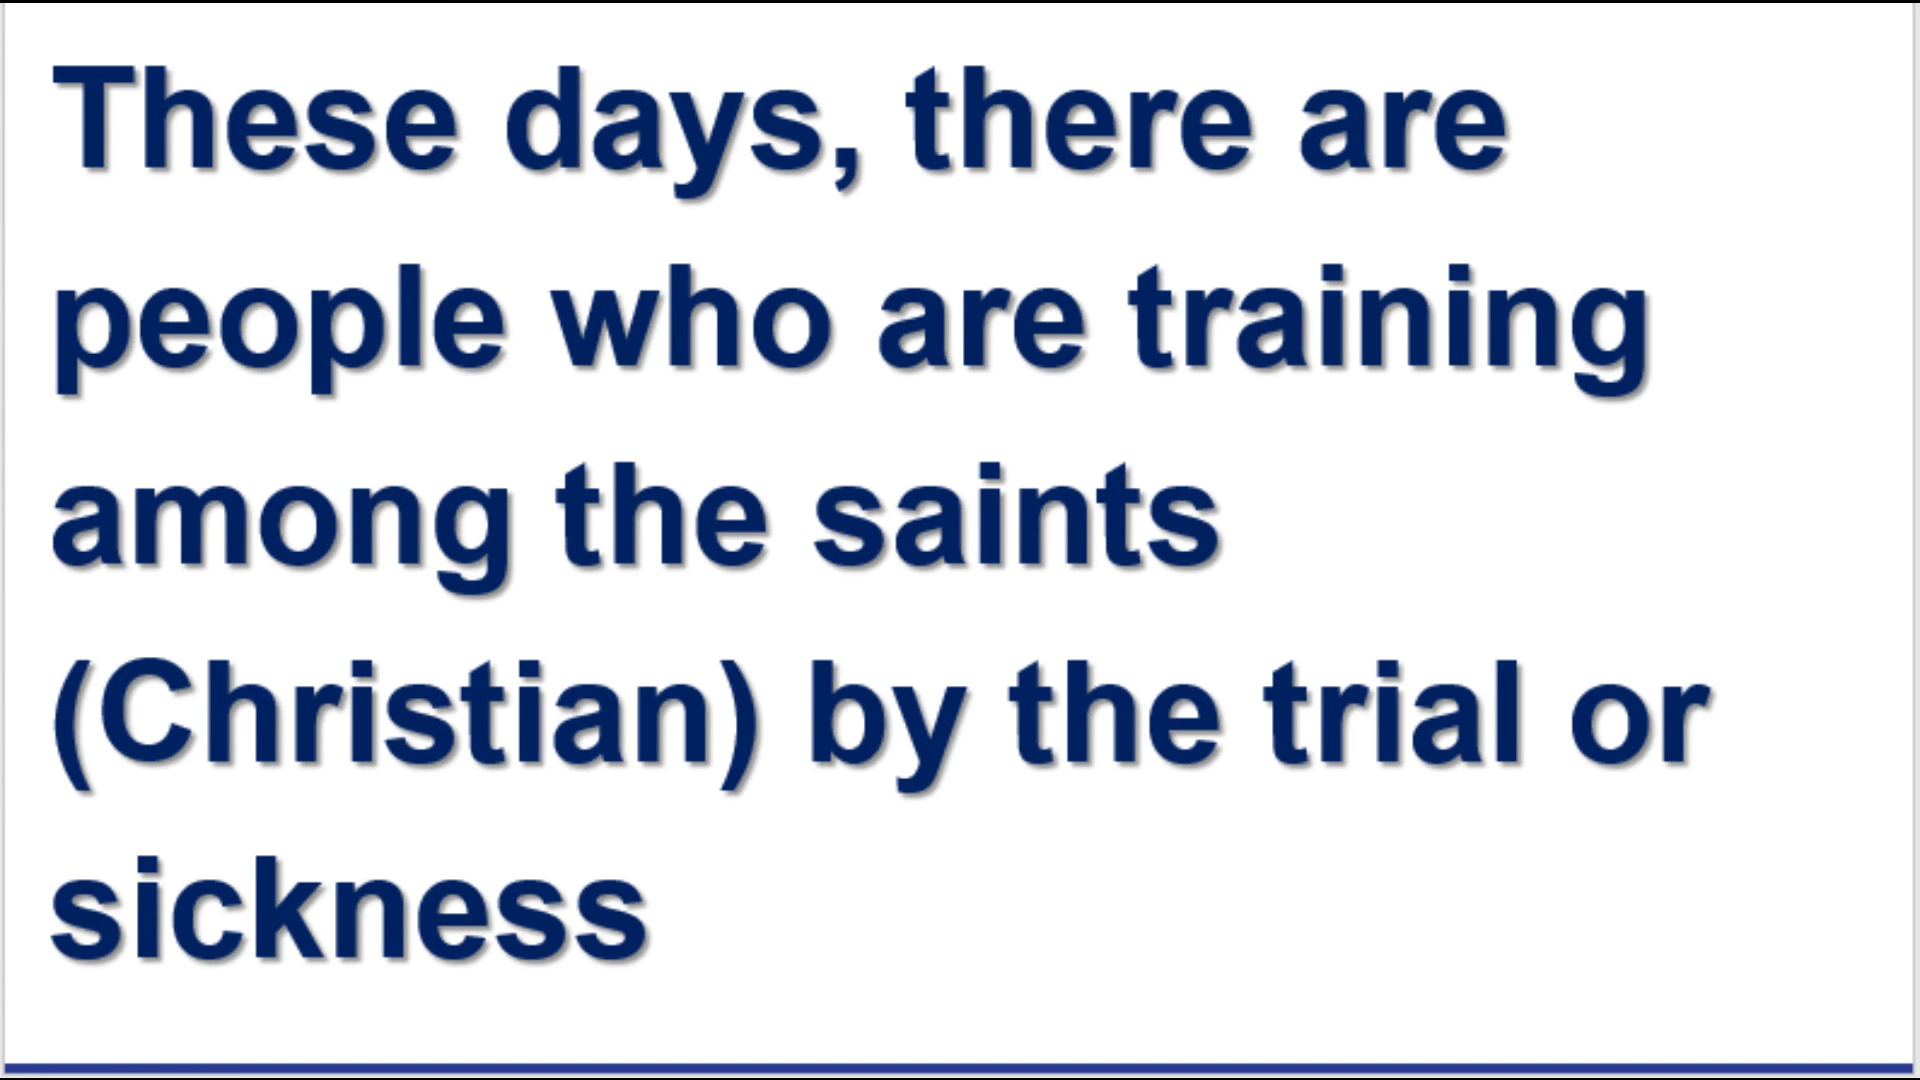 These days, there are
people who are training
among the saints
(Christian) by the trial or
sickness